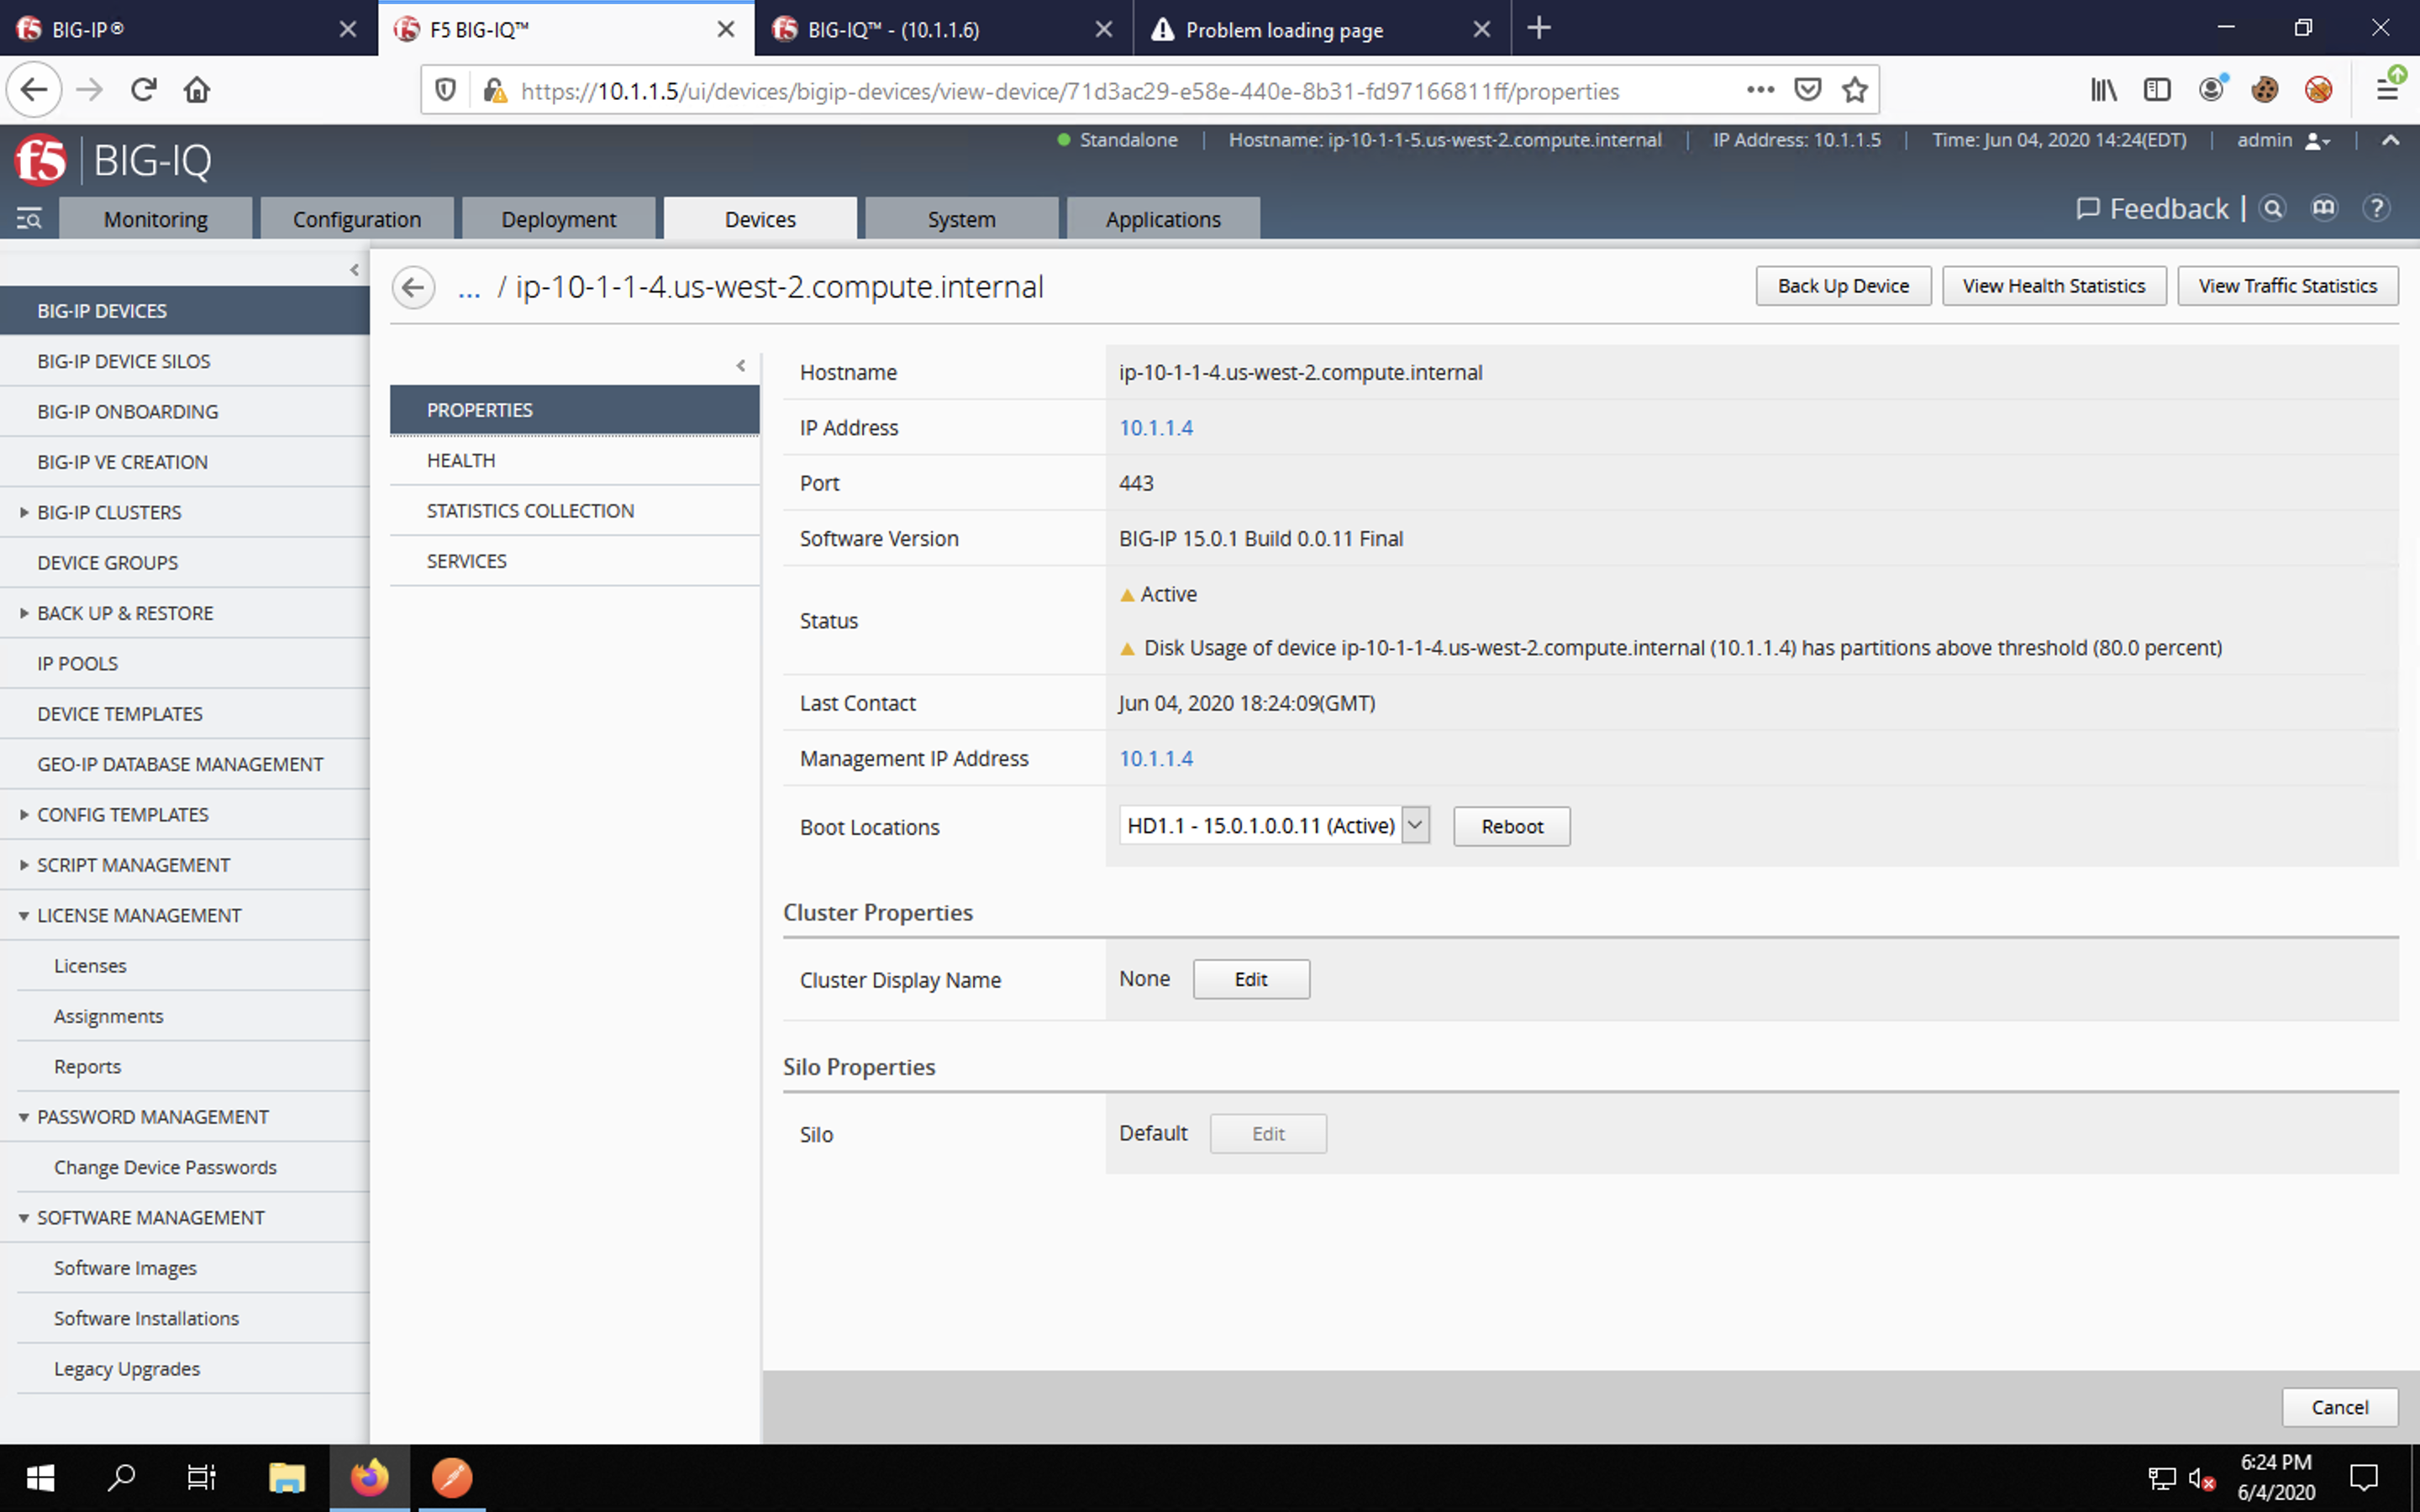 BIG-IP®
F5 BIG-IQ™
BIG-IQ™ - (10.1.1.6)
Problem loading page
https://10.1.1.5/ui/devices/bigip-devices/view-device/71d3ac29-e58e-440e-8b31-fd97166811ff/properties
f5 BIG-IQ
Standalone | Hostname: ip-10-1-1-5.us-west-2.compute.internal | IP Address: 10.1.1.5 | Time: Jun 04, 2020 14:24(EDT) | admin
Monitoring
Configuration
Deployment
Devices
System
Applications
Feedback
BIG-IP DEVICES
BIG-IP DEVICE SILOS
BIG-IP ONBOARDING
BIG-IP VE CREATION
BIG-IP CLUSTERS
DEVICE GROUPS
BACK UP & RESTORE
IP POOLS
DEVICE TEMPLATES
GEO-IP DATABASE MANAGEMENT
CONFIG TEMPLATES
SCRIPT MANAGEMENT
LICENSE MANAGEMENT
Licenses
Assignments
Reports
PASSWORD MANAGEMENT
Change Device Passwords
SOFTWARE MANAGEMENT
Software Images
Software Installations
Legacy Upgrades
... / ip-10-1-1-4.us-west-2.compute.internal
Back Up Device
View Health Statistics
View Traffic Statistics
PROPERTIES
HEALTH
STATISTICS COLLECTION
SERVICES
Hostname ip-10-1-1-4.us-west-2.compute.internal
IP Address 10.1.1.4
Port 443
Software Version BIG-IP 15.0.1 Build 0.0.11 Final
Status
Active
Disk Usage of device ip-10-1-1-4.us-west-2.compute.internal (10.1.1.4) has partitions above threshold (80.0 percent)
Last Contact Jun 04, 2020 18:24:09(GMT)
Management IP Address 10.1.1.4
Boot Locations HD1.1 - 15.0.1.0.0.11 (Active) Reboot
Cluster Properties
Cluster Display Name None Edit
Silo Properties
Silo Default Edit
Cancel
6:24 PM
6/4/2020